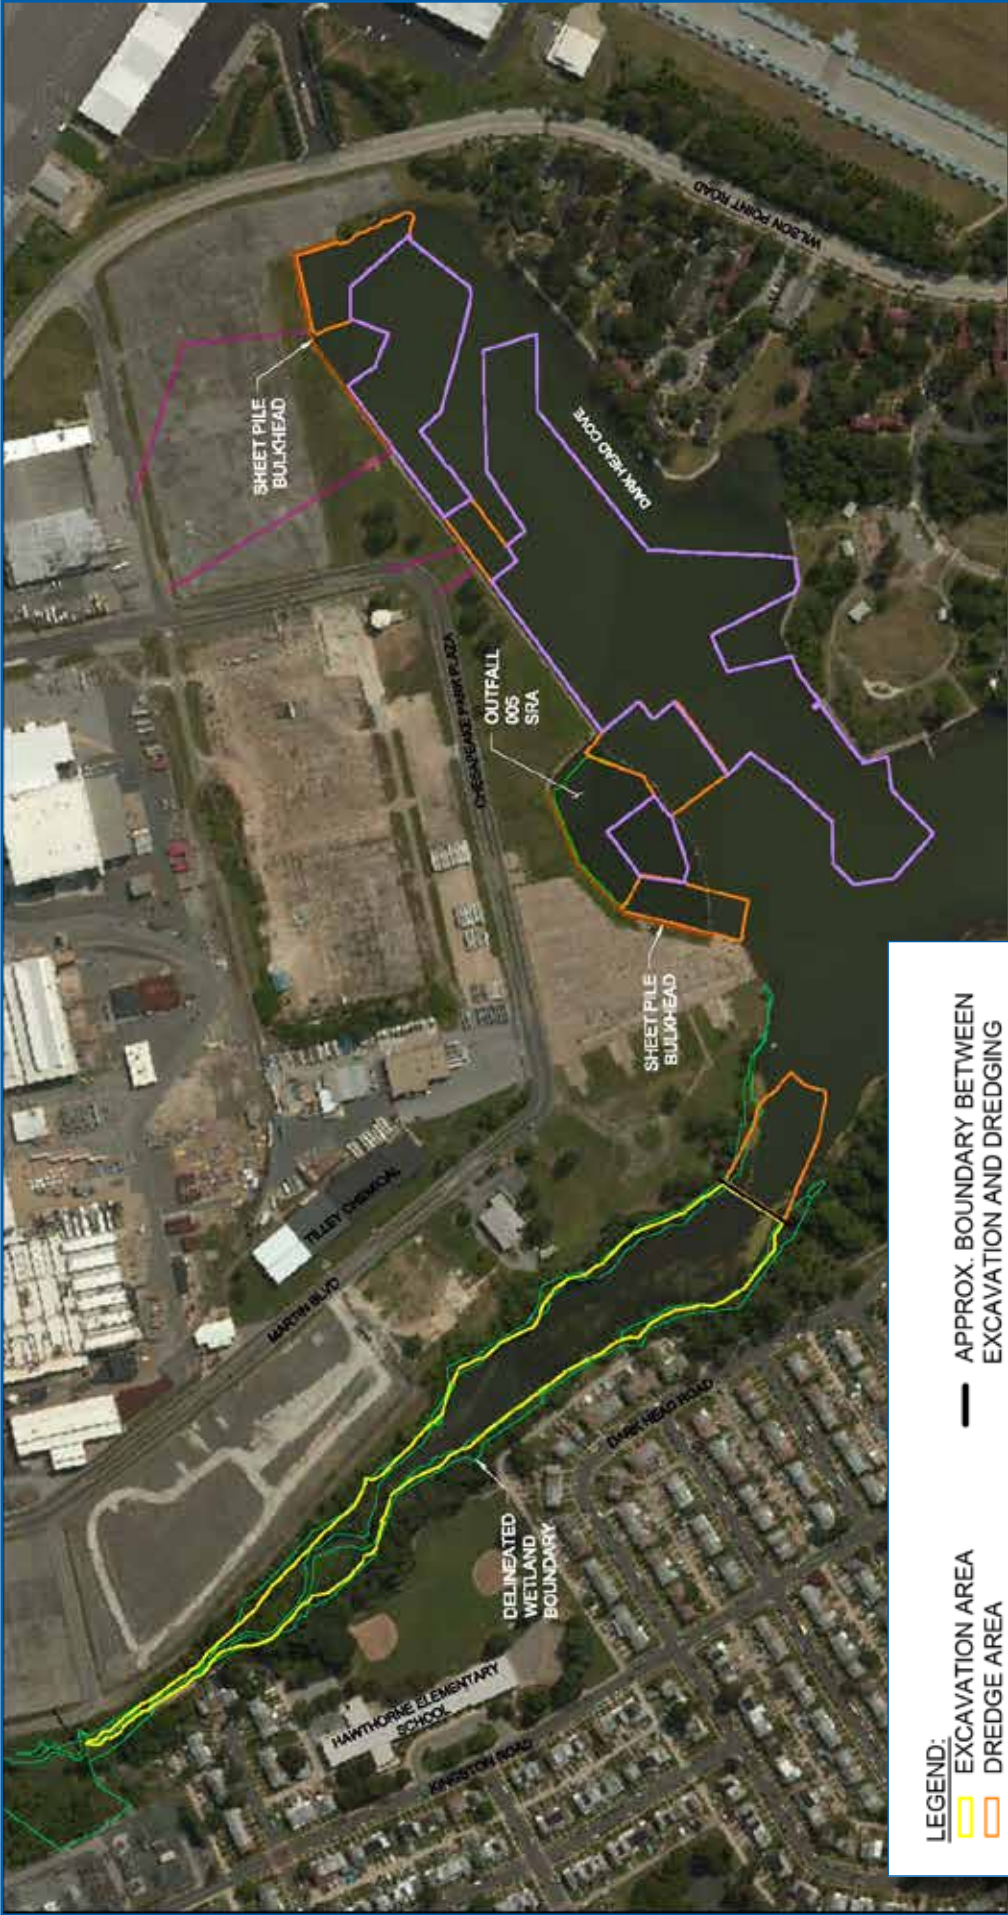 WILSON POINT ROAD
SHEET PILE
BULKHEAD
DARK HEAD COVE
CHESAPEAKE PARK PLAZA
OUTFALL
005
SRA
SHEET PILE
BULKHEAD
TILLEY CHEMICAL
MARTIN BLVD
DARK HEAD ROAD
DELINEATED
WETLAND
BOUNDARY
HAWTHORNE ELEMENTARY
SCHOOL
KINGSTON ROAD
LEGEND:
EXCAVATION AREA
DREDGE AREA
APPROX. BOUNDARY BETWEEN
EXCAVATION AND DREDGING